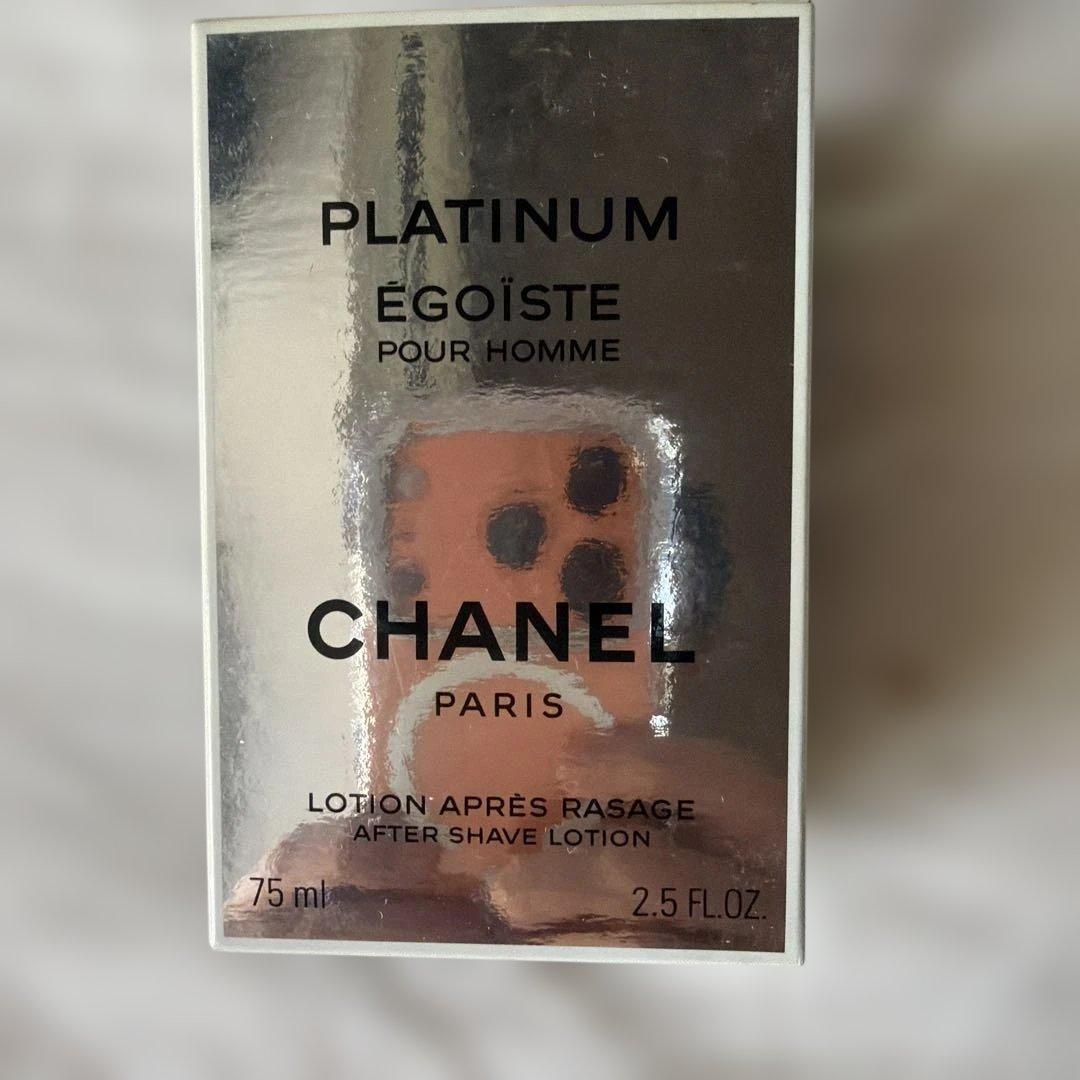 PLATINUM
ÉGOÏSTE
POUR HOMME
CHANEL
PARIS
LOTION APRÈS RASAGE
AFTER SHAVE LOTION
75 ml
2.5 FL.OZ.